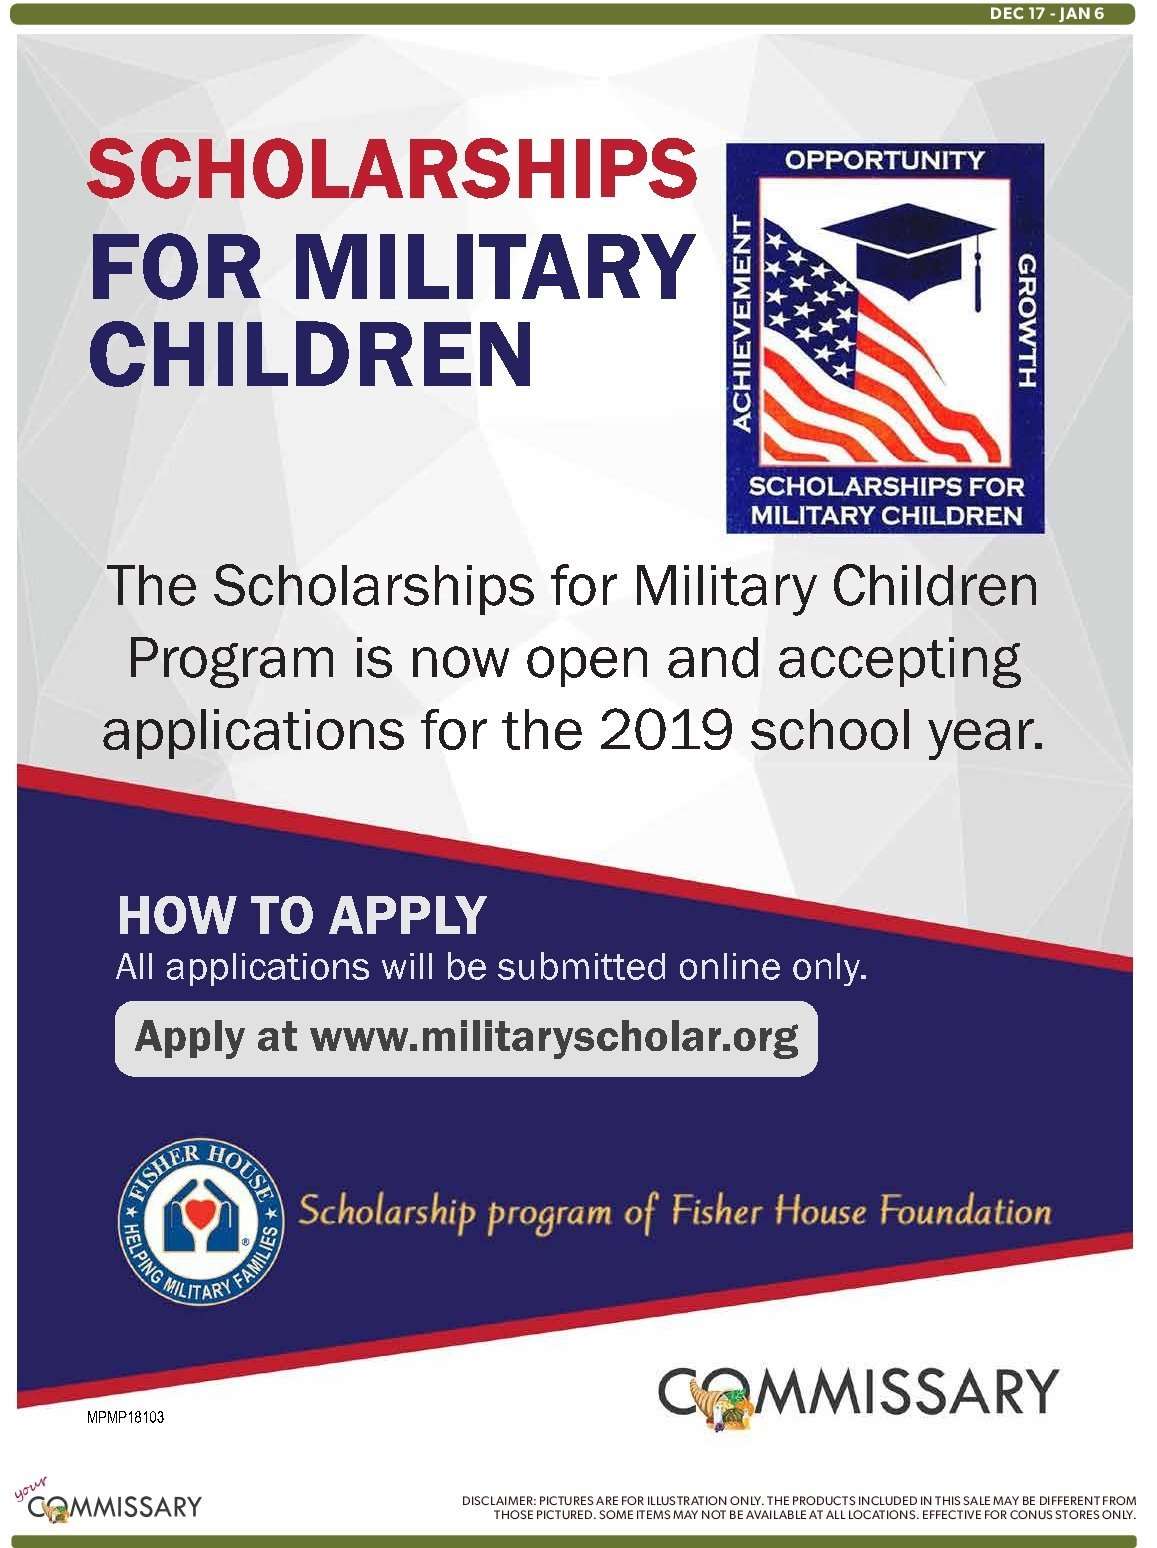 DEC 17 - JAN 6
SCHOLARSHIPS
FOR MILITARY
CHILDREN
OPPORTUNITY
ACHIEVEMENT
GROWTH
SCHOLARSHIPS FOR
MILITARY CHILDREN
The Scholarships for Military Children
Program is now open and accepting
applications for the 2019 school year.
HOW TO APPLY
All applications will be submitted online only.
Apply at www.militaryscholar.org
★ FISHER HOUSE ★
HELPING MILITARY FAMILIES
®
Scholarship program of Fisher House Foundation
COMMISSARY
MPMP18103
your
COMMISSARY
DISCLAIMER: PICTURES ARE FOR ILLUSTRATION ONLY. THE PRODUCTS INCLUDED IN THIS SALE MAY BE DIFFERENT FROM
THOSE PICTURED. SOME ITEMS MAY NOT BE AVAILABLE AT ALL LOCATIONS. EFFECTIVE FOR CONUS STORES ONLY.